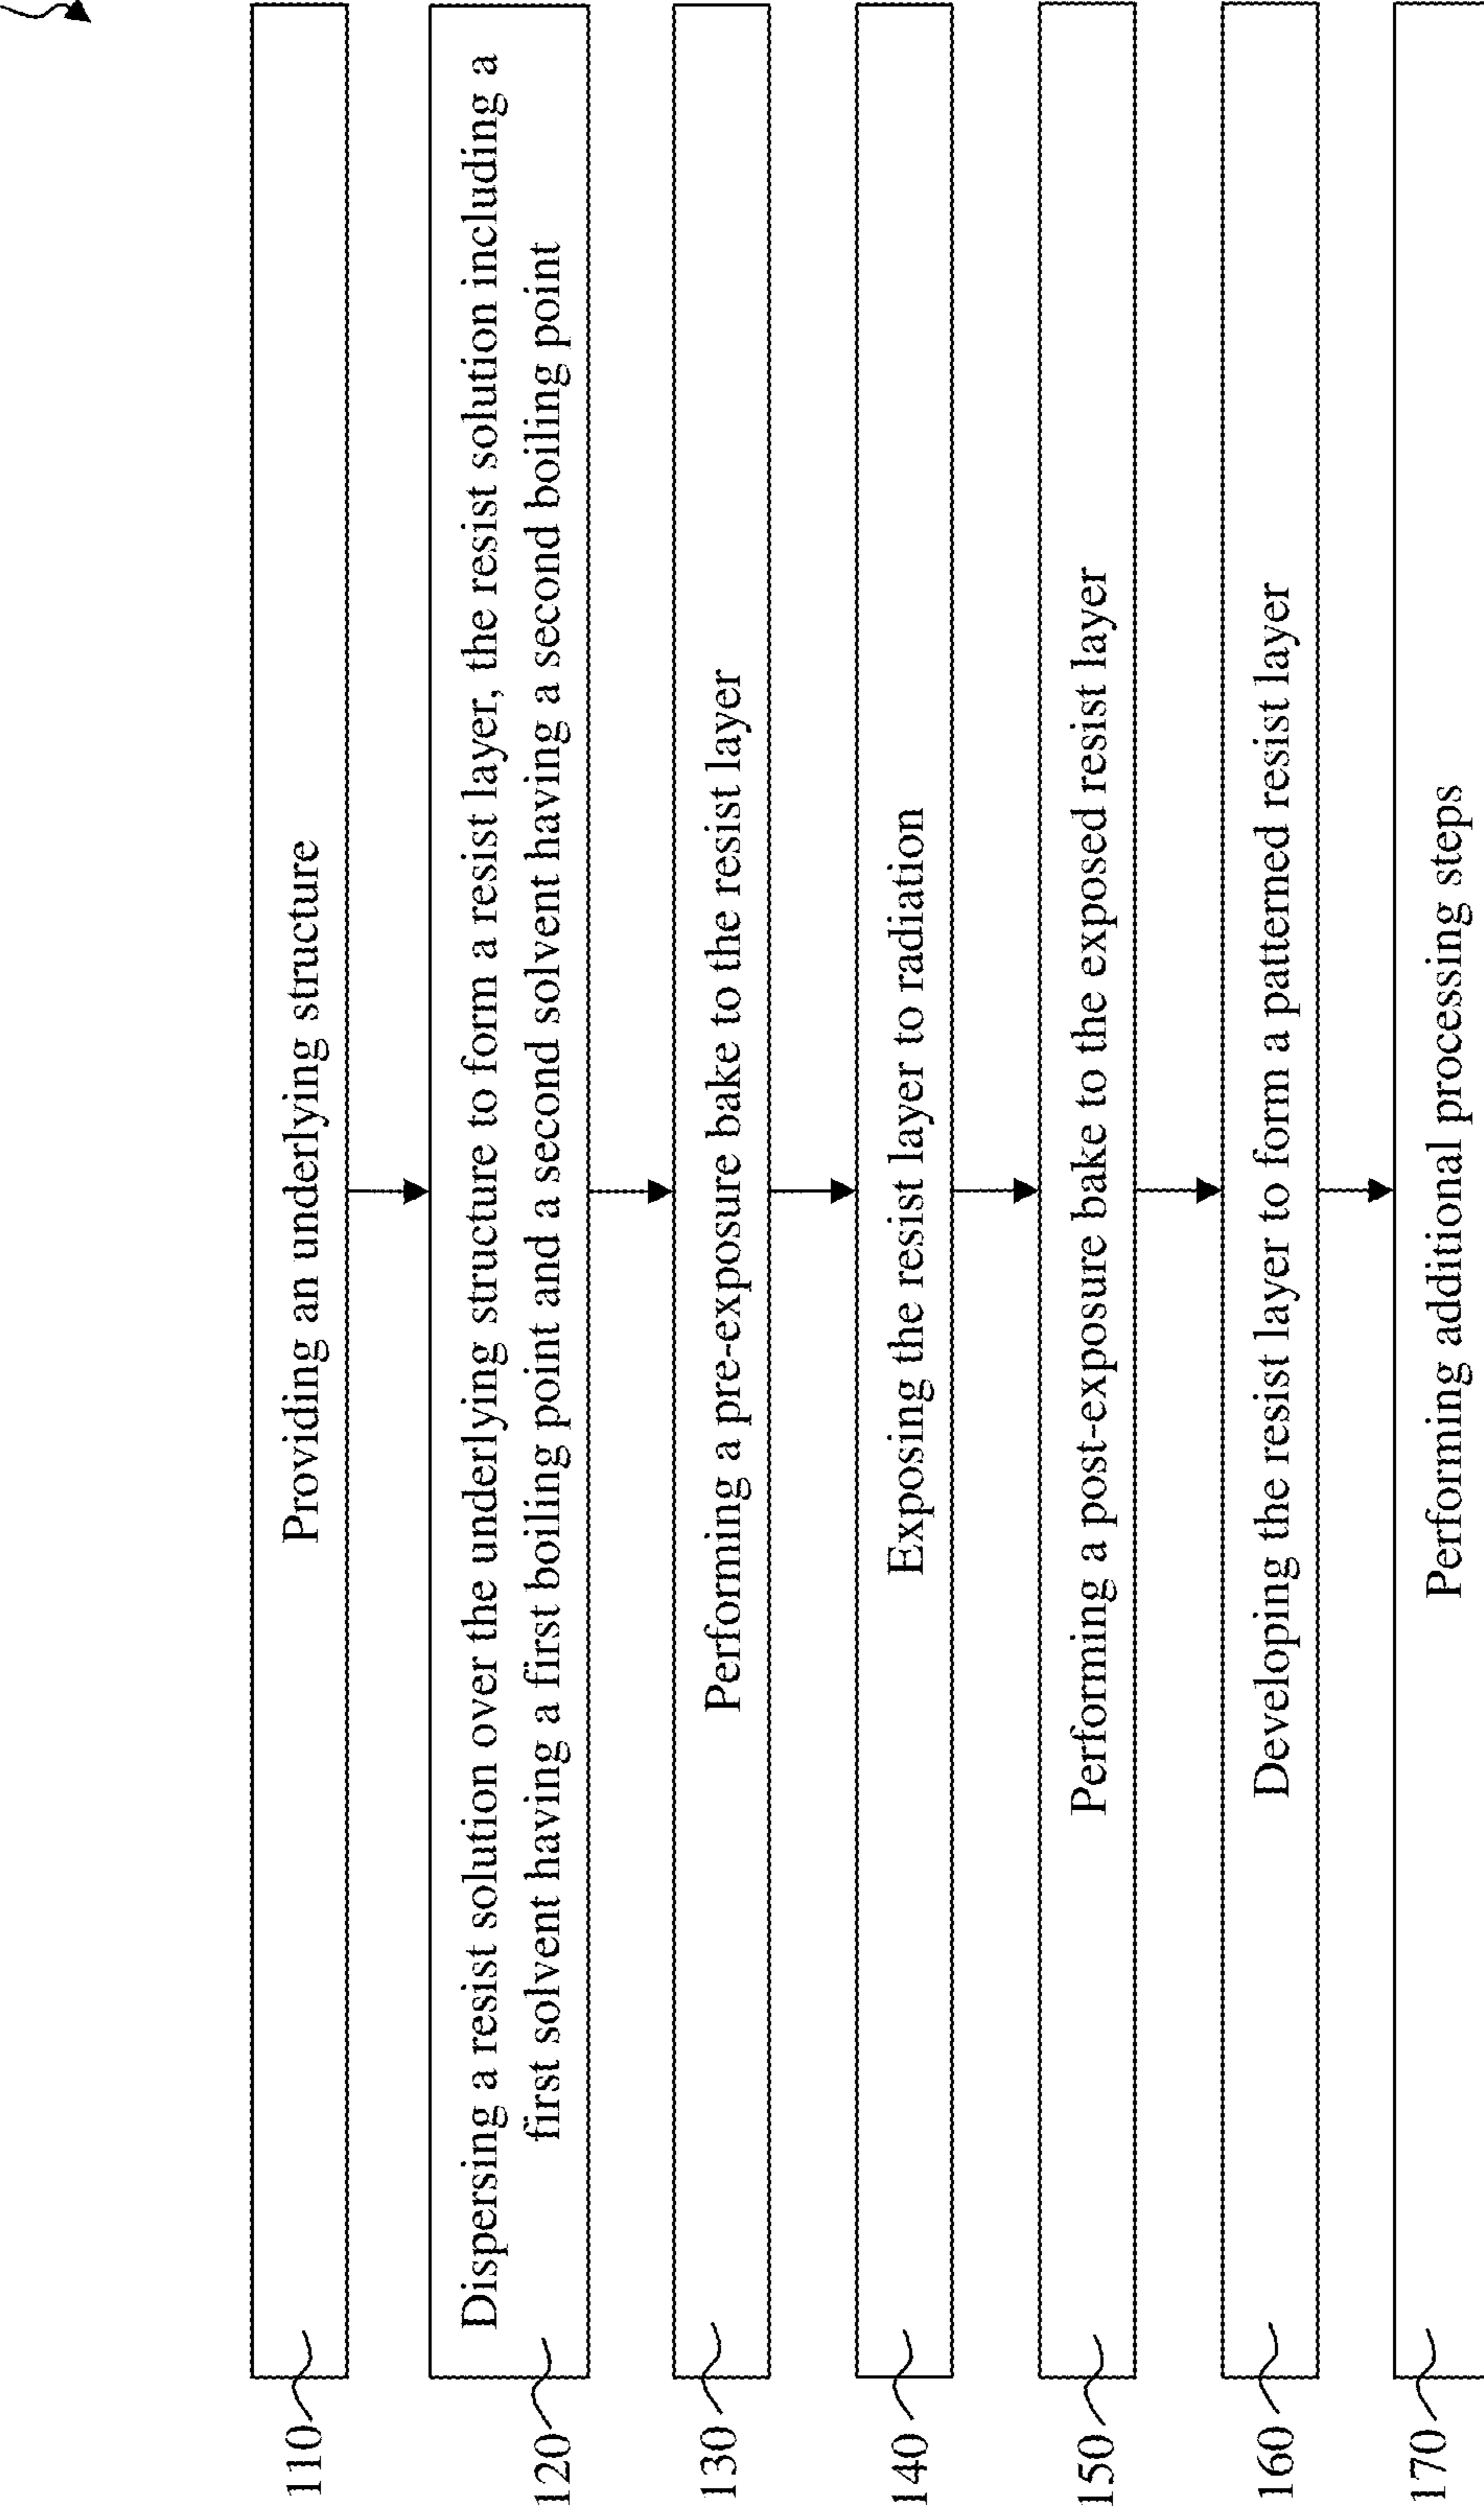 110
Providing an underlying structure
120
Dispersing a resist solution over the underlying structure to form a resist layer, the resist solution including a
first solvent having a first boiling point and a second solvent having a second boiling point
130
Performing a pre-exposure bake to the resist layer
140
Exposing the resist layer to radiation
150
Performing a post-exposure bake to the exposed resist layer
160
Developing the resist layer to form a patterned resist layer
170
Performing additional processing steps